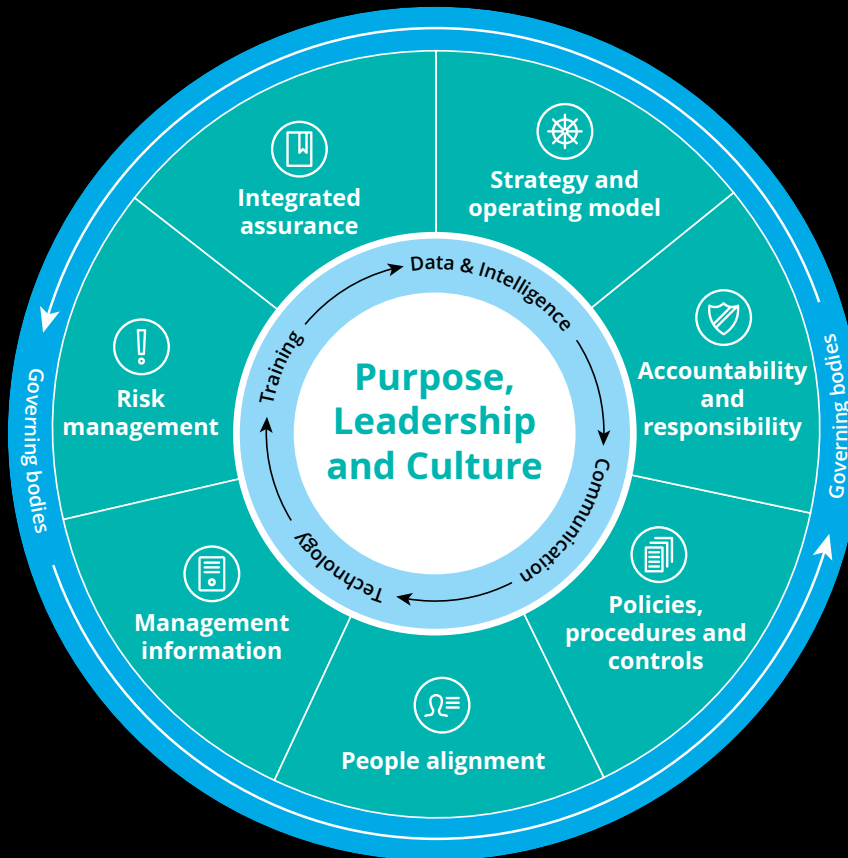 Integrated
assurance
Strategy and
operating model
Accountability
and
responsibility
Policies,
procedures and
controls
People alignment
Management
information
Risk
management
Data & Intelligence
Communication
Technology
Training
Purpose,
Leadership
and Culture
Governing bodies
Governing bodies